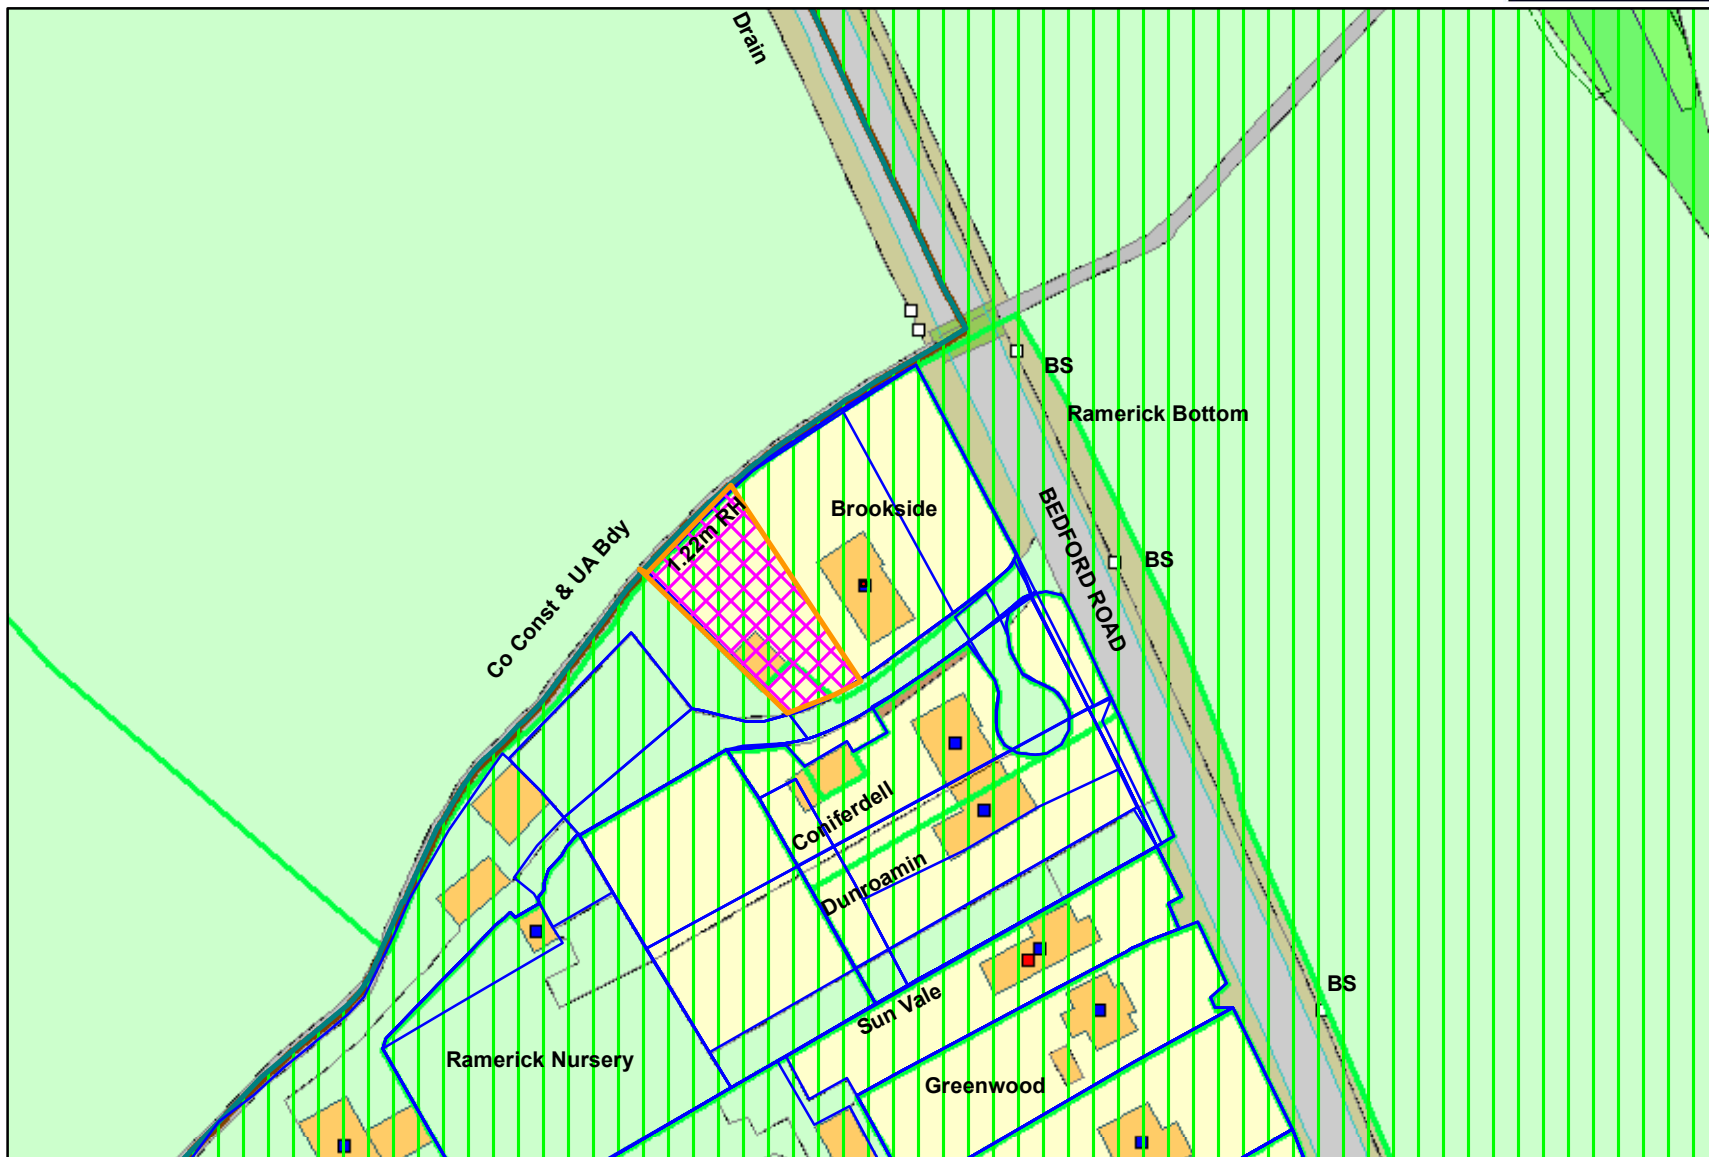 Drain
BS
Ramerick Bottom
Brookside
1.22m RH
BEDFORD ROAD
BS
Co Const & UA Bdy
Coniferdell
Dunroamin
BS
Sun Vale
Ramerick Nursery
Greenwood